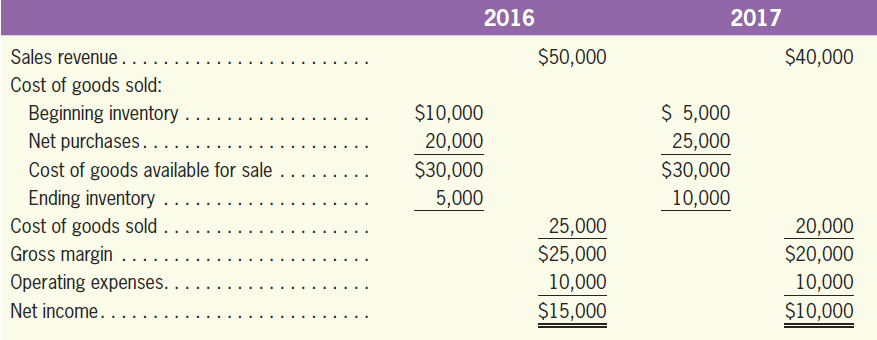 2016 2017
Sales revenue . . . . . . . . . . . . . . . . . . . . . . . . $50,000 $40,000
Cost of goods sold:
Beginning inventory . . . . . . . . . . . . . . . . . . $10,000 $ 5,000
Net purchases. . . . . . . . . . . . . . . . . . . . . . 20,000 25,000
Cost of goods available for sale . . . . . . . . . $30,000 $30,000
Ending inventory . . . . . . . . . . . . . . . . . . . . 5,000 10,000
Cost of goods sold . . . . . . . . . . . . . . . . . . . . 25,000 20,000
Gross margin . . . . . . . . . . . . . . . . . . . . . . . . $25,000 $20,000
Operating expenses. . . . . . . . . . . . . . . . . . . . 10,000 10,000
Net income. . . . . . . . . . . . . . . . . . . . . . . . . . $15,000 $10,000